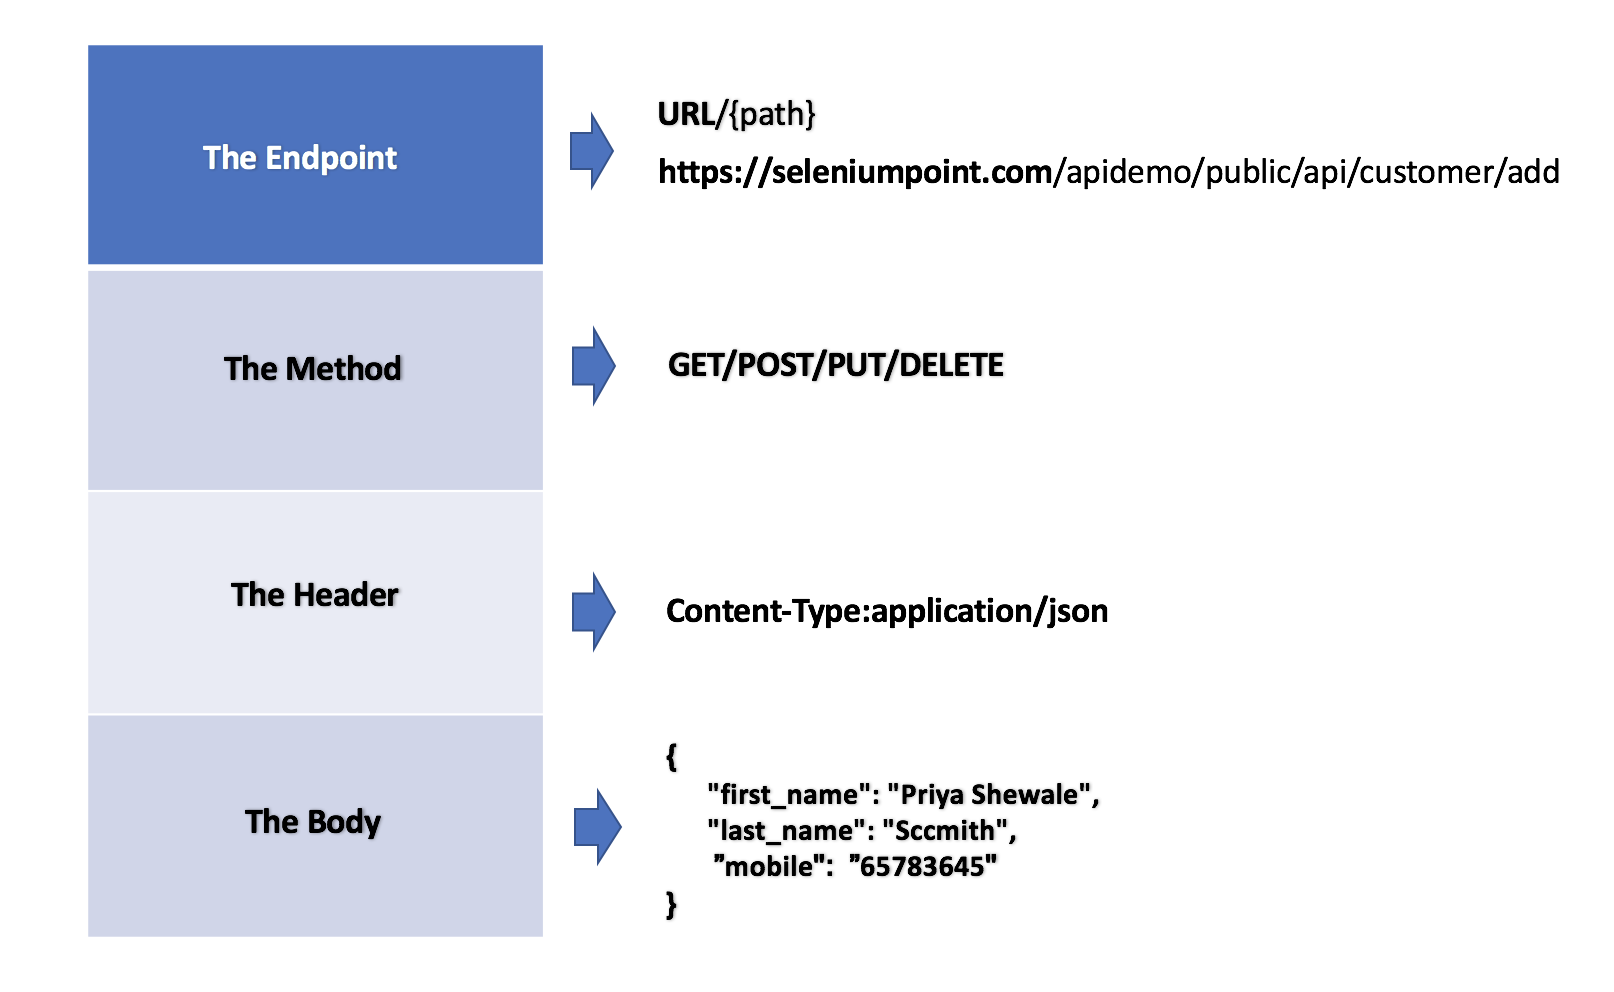 The Endpoint
URL/{path}
https://seleniumpoint.com/apidemo/public/api/customer/add
The Method
GET/POST/PUT/DELETE
The Header
Content-Type:application/json
The Body
{
"first_name": "Priya Shewale",
"last_name": "Sccmith",
”mobile": ”65783645"
}